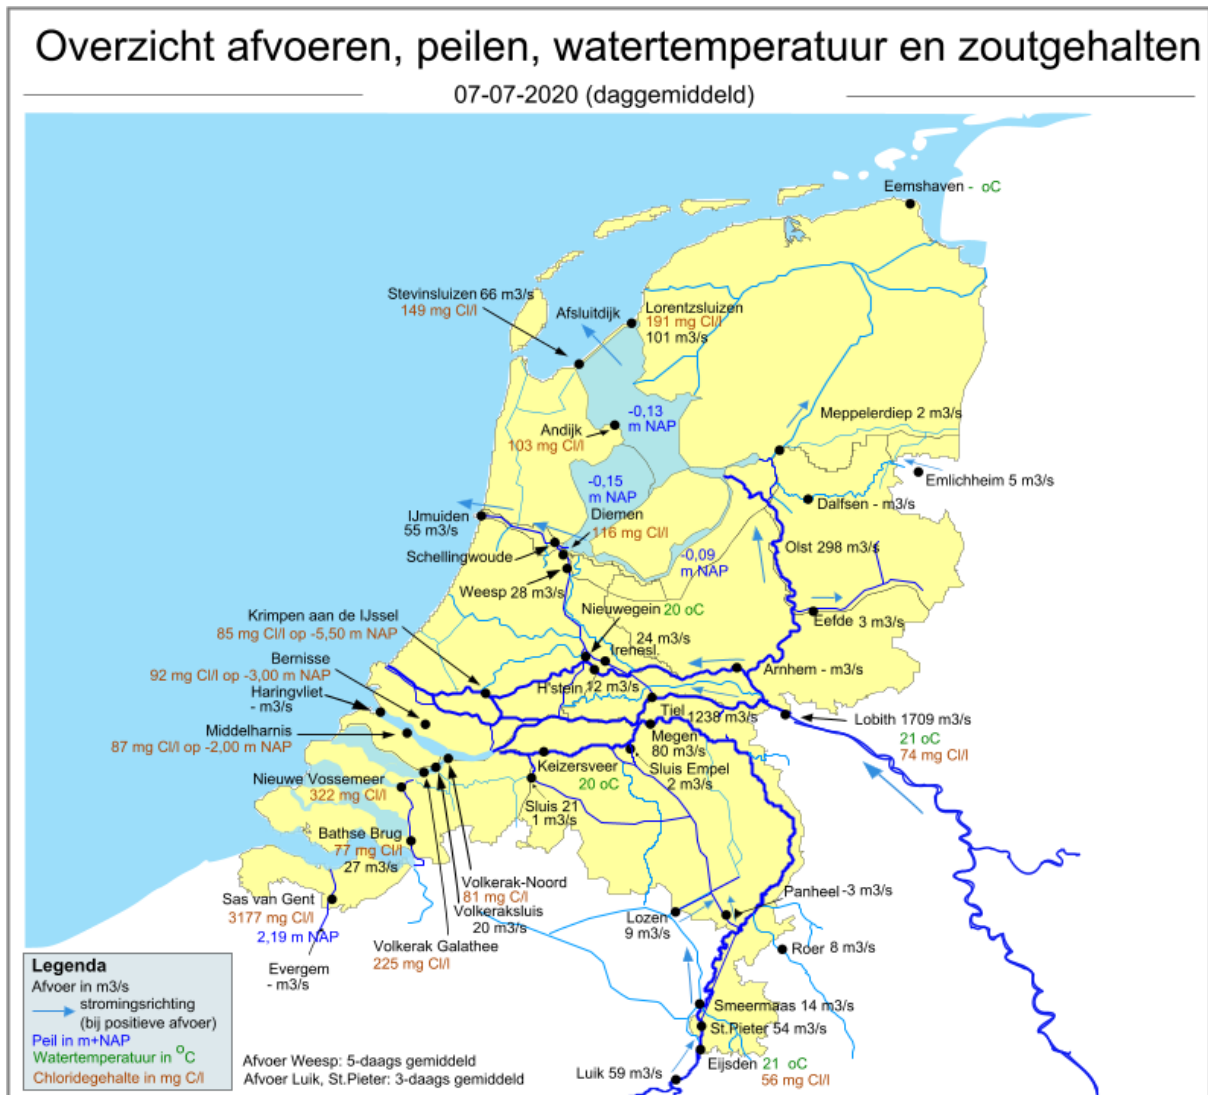 Overzicht afvoeren, peilen, watertemperatuur en zoutgehalten
07-07-2020 (daggemiddeld)
Eemshaven - oC
Stevinsluizen 66 m3/s
149 mg Cl/l
Afsluitdijk
Lorentzsluizen
191 mg Cl/l
101 m3/s
-0,13
m NAP
Meppelerdiep 2 m3/s
Andijk
103 mg Cl/l
Emlichheim 5 m3/s
-0,15
m NAP
Dalfsen - m3/s
IJmuiden
55 m3/s
Diemen
116 mg Cl/l
Schellingwoude
Olst 298 m3/s
-0,09
m NAP
Weesp 28 m3/s
Nieuwegein 20 oC
Eefde 3 m3/s
Krimpen aan de IJssel
85 mg Cl/l op -5,50 m NAP
24 m3/s
Irenesl.
Bernisse
92 mg Cl/l op -3,00 m NAP
Arnhem - m3/s
H'stein 12 m3/s
Haringvliet
- m3/s
Tiel 1238 m3/s
Lobith 1709 m3/s
21 oC
74 mg Cl/l
Middelharnis
87 mg Cl/l op -2,00 m NAP
Megen
80 m3/s
Keizersveer
20 oC
Sluis Empel
2 m3/s
Nieuwe Vossemeer
322 mg Cl/l
Sluis 21
1 m3/s
Bathse Brug
77 mg Cl/l
27 m3/s
Volkerak-Noord
81 mg C/l
Volkeraksluis
20 m3/s
Panheel -3 m3/s
Sas van Gent
3177 mg Cl/l
2,19 m NAP
Lozen
9 m3/s
Volkerak Galathee
225 mg Cl/l
Roer 8 m3/s
Evergem
- m3/s
Legenda
Afvoer in m3/s
stromingsrichting
(bij positieve afvoer)
Peil in m+NAP
Watertemperatuur in °C
Chloridegehalte in mg C/l
Smeermaas 14 m3/s
St.Pieter 54 m3/s
Eijsden 21 oC
56 mg Cl/l
Luik 59 m3/s
Afvoer Weesp: 5-daags gemiddeld
Afvoer Luik, St.Pieter: 3-daags gemiddeld